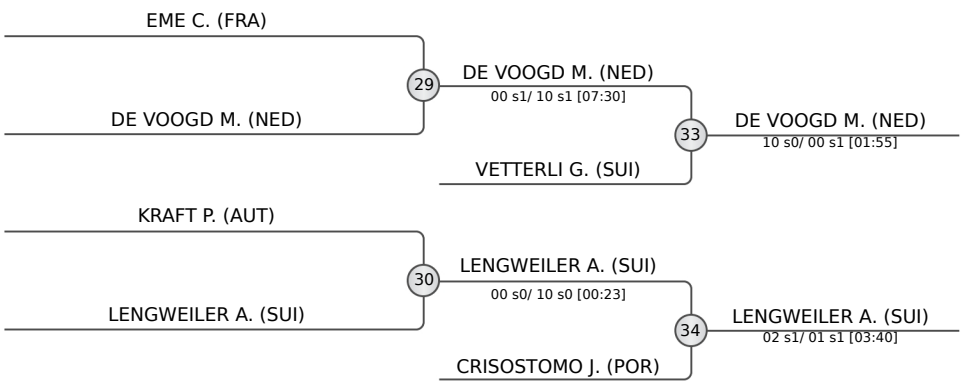 EME C. (FRA)
29
DE VOOGD M. (NED)
00 s1/ 10 s1 [07:30]
DE VOOGD M. (NED)
33
DE VOOGD M. (NED)
10 s0/ 00 s1 [01:55]
VETTERLI G. (SUI)
KRAFT P. (AUT)
30
LENGWEILER A. (SUI)
00 s0/ 10 s0 [00:23]
LENGWEILER A. (SUI)
34
LENGWEILER A. (SUI)
02 s1/ 01 s1 [03:40]
CRISOSTOMO J. (POR)